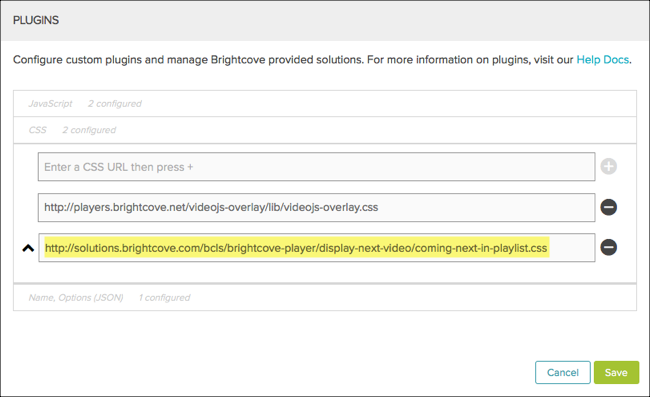 PLUGINS
Configure custom plugins and manage Brightcove provided solutions. For more information on plugins, visit our Help Docs.
JavaScript 2 configured
CSS 2 configured
Enter a CSS URL then press +
http://players.brightcove.net/videojs-overlay/lib/videojs-overlay.css
http://solutions.brightcove.com/bcls/brightcove-player/display-next-video/coming-next-in-playlist.css
Name, Options (JSON) 1 configured
Cancel Save